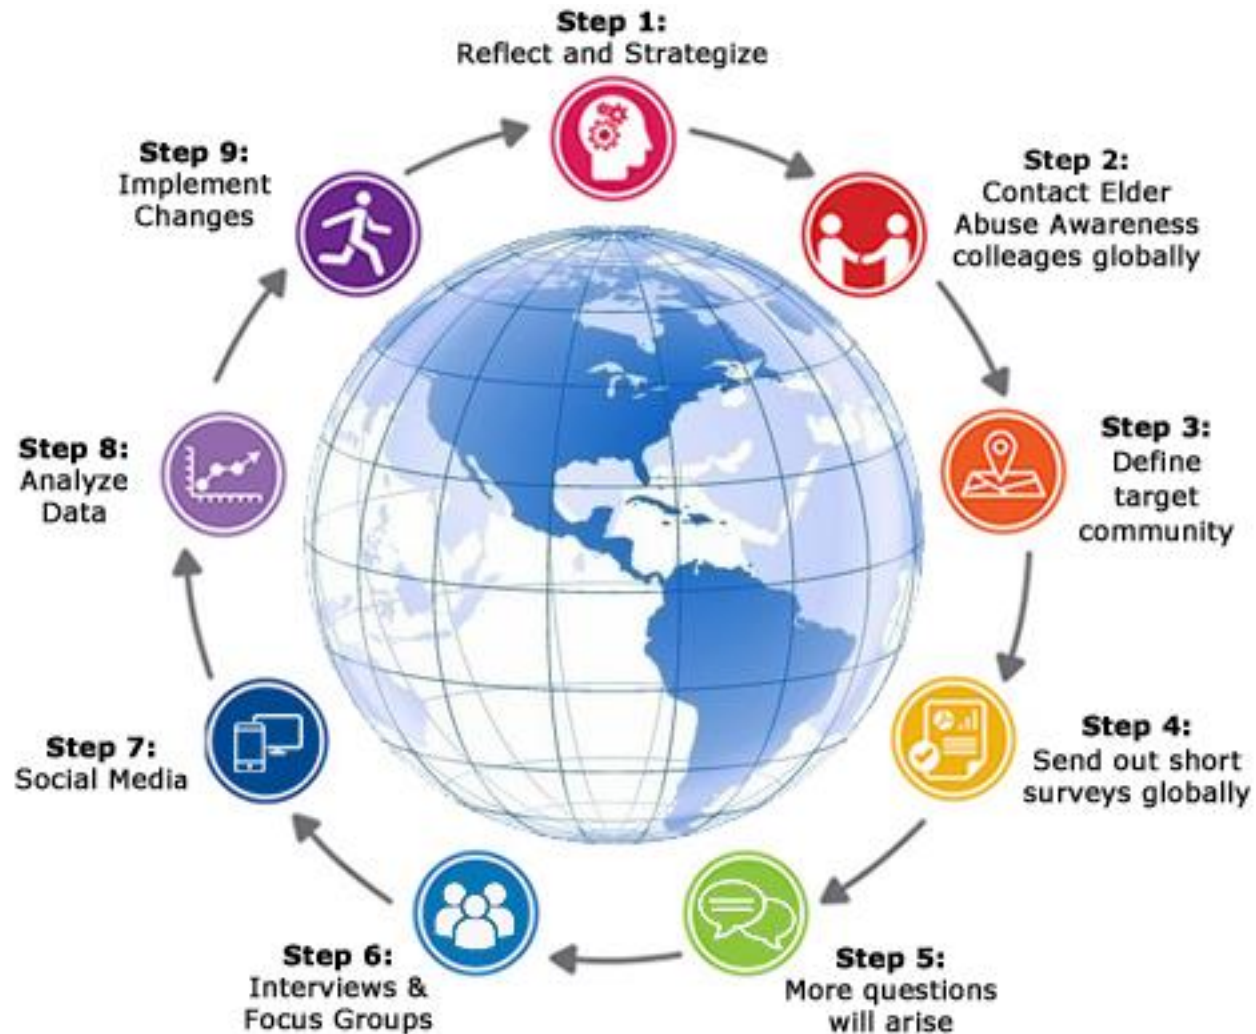 Step 1:
Reflect and Strategize
Step 2:
Contact Elder
Abuse Awareness
colleages globally
Step 3:
Define
target
community
Step 4:
Send out short
surveys globally
Step 5:
More questions
will arise
Step 6:
Interviews &
Focus Groups
Step 7:
Social Media
Step 8:
Analyze
Data
Step 9:
Implement
Changes